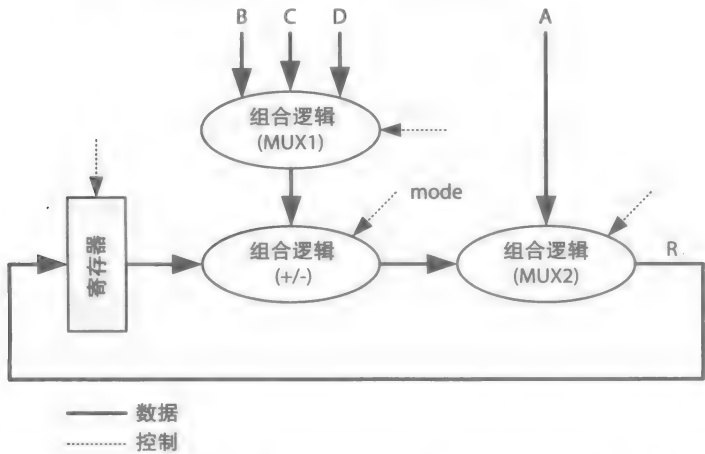 B C D A
组合逻辑
(MUX1)
mode
寄存器
组合逻辑
(+/-)
组合逻辑
(MUX2)
R
数据
控制